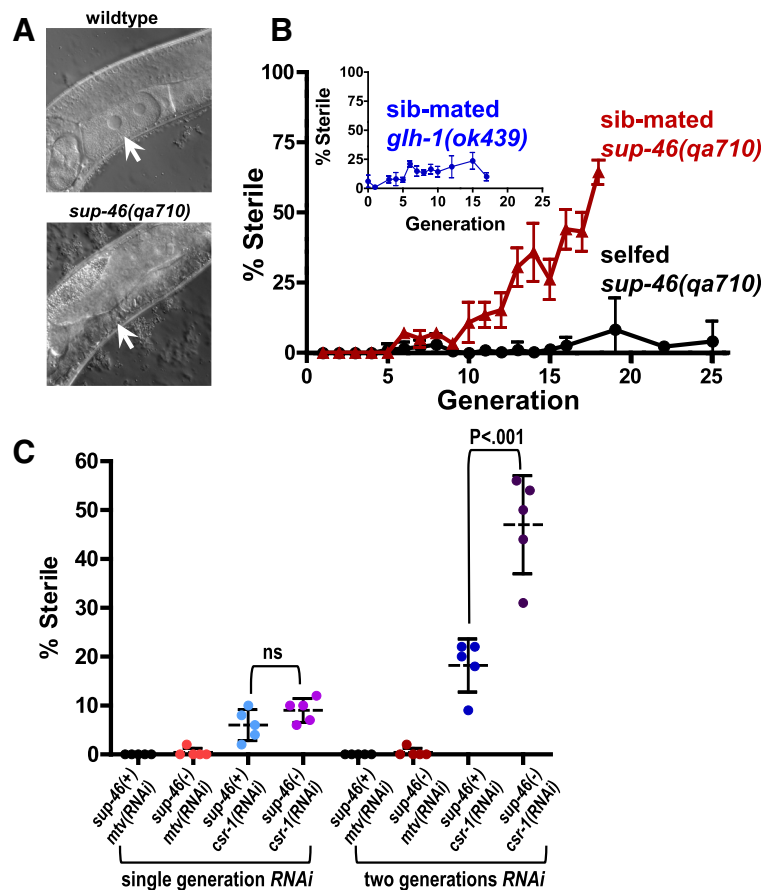 A
wildtype
sup-46(qa710)
B
% Sterile
100
75
50
25
0
0
5
10
15
20
25
Generation
% Sterile
100
75
50
25
0
0
5
10
15
20
25
Generation
sib-mated
glh-1(ok439)
sib-mated
sup-46(qa710)
selfed
sup-46(qa710)
C
% Sterile
60
50
40
30
20
10
0
ns
P<.001
sup-46(+)
mtv(RNAi)
sup-46(-)
mtv(RNAi)
sup-46(+)
csr-1(RNAi)
sup-46(-)
csr-1(RNAi)
sup-46(+)
mtv(RNAi)
sup-46(-)
mtv(RNAi)
sup-46(+)
csr-1(RNAi)
sup-46(-)
csr-1(RNAi)
single generation RNAi
two generations RNAi